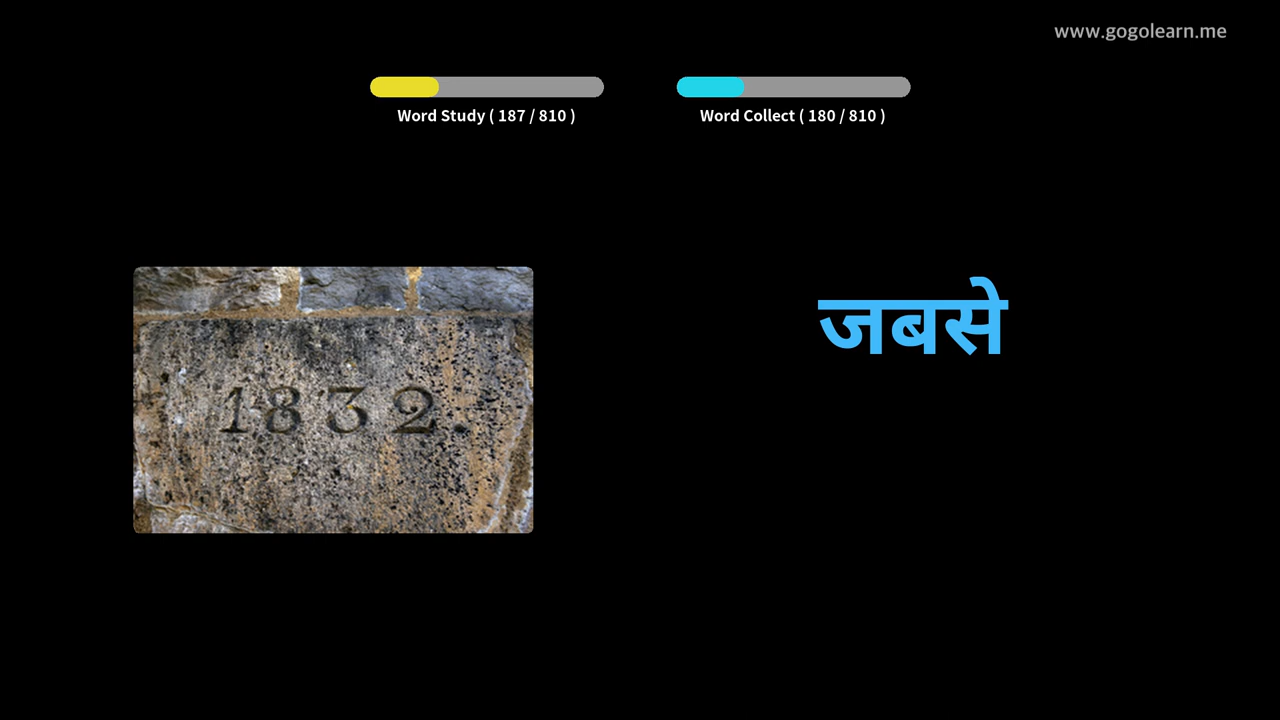 www.gogolearn.me
Word Study ( 187 / 810 )
Word Collect ( 180 / 810 )
जबसे
1832.